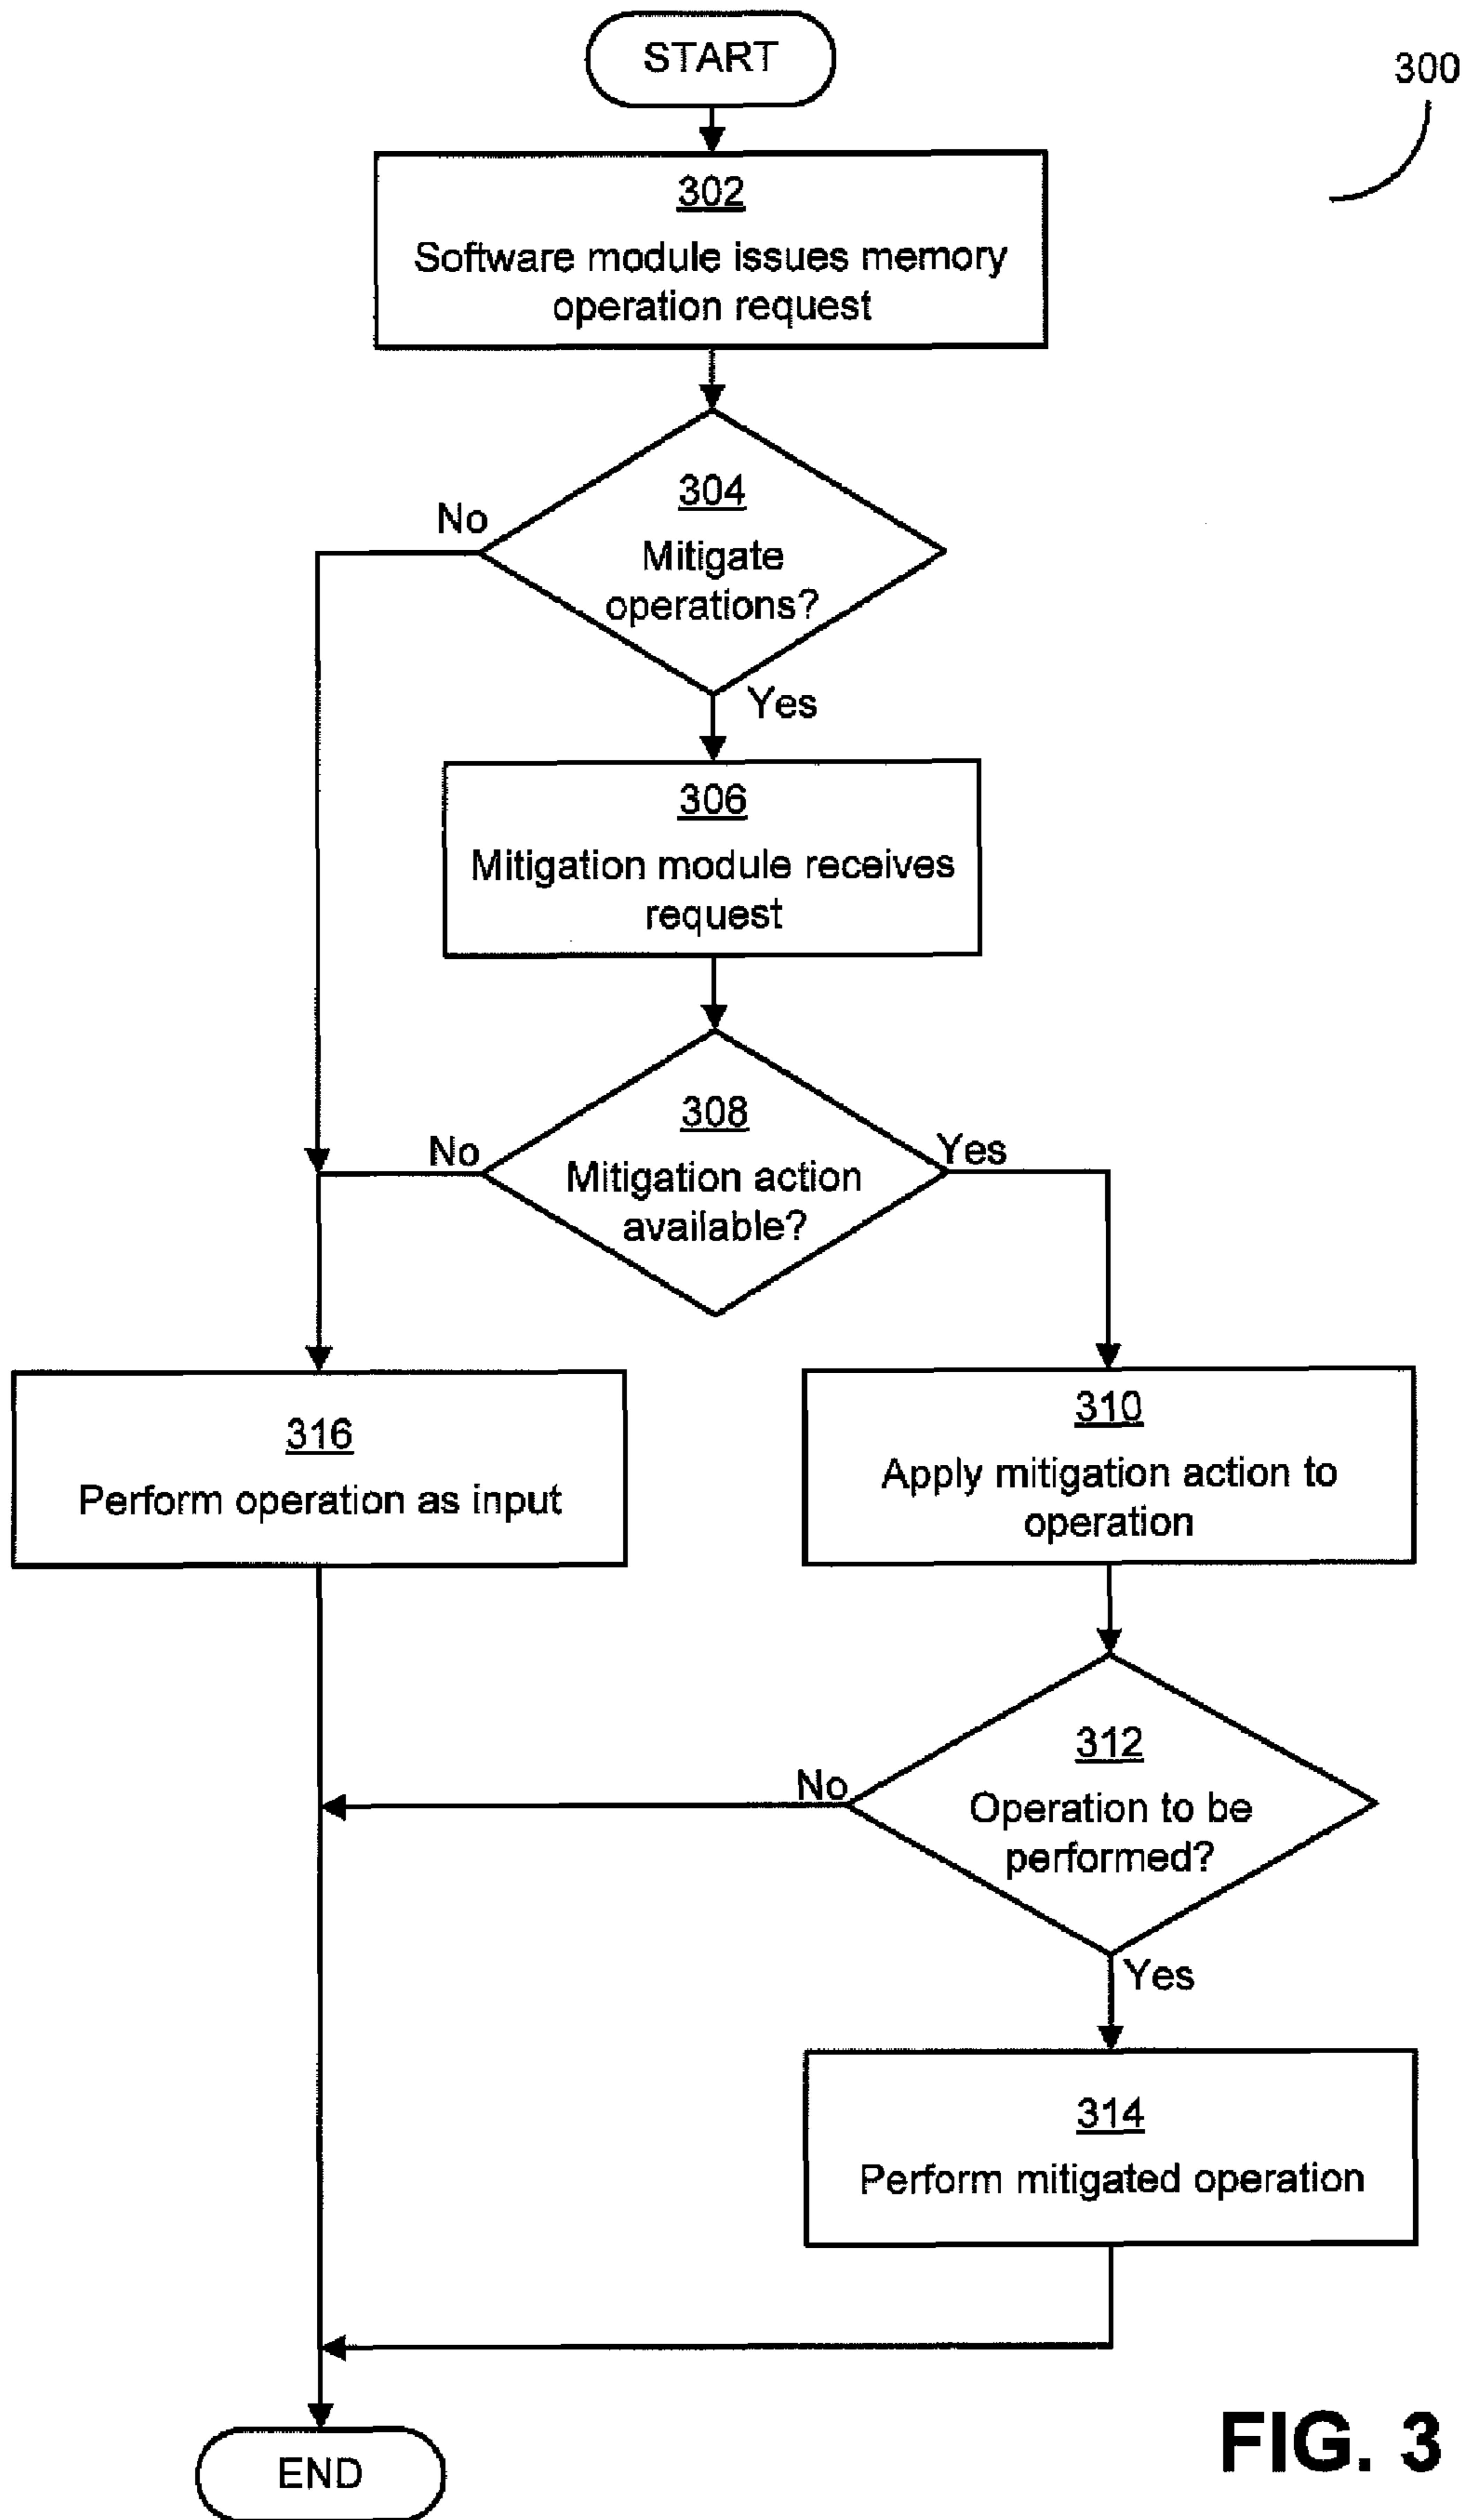 START
300
302
Software module issues memory
operation request
304
No
Mitigate
operations?
Yes
306
Mitigation module receives
request
308
No
Yes
Mitigation action
available?
316
Perform operation as input
310
Apply mitigation action to
operation
312
No
Operation to be
performed?
Yes
314
Perform mitigated operation
END
FIG. 3